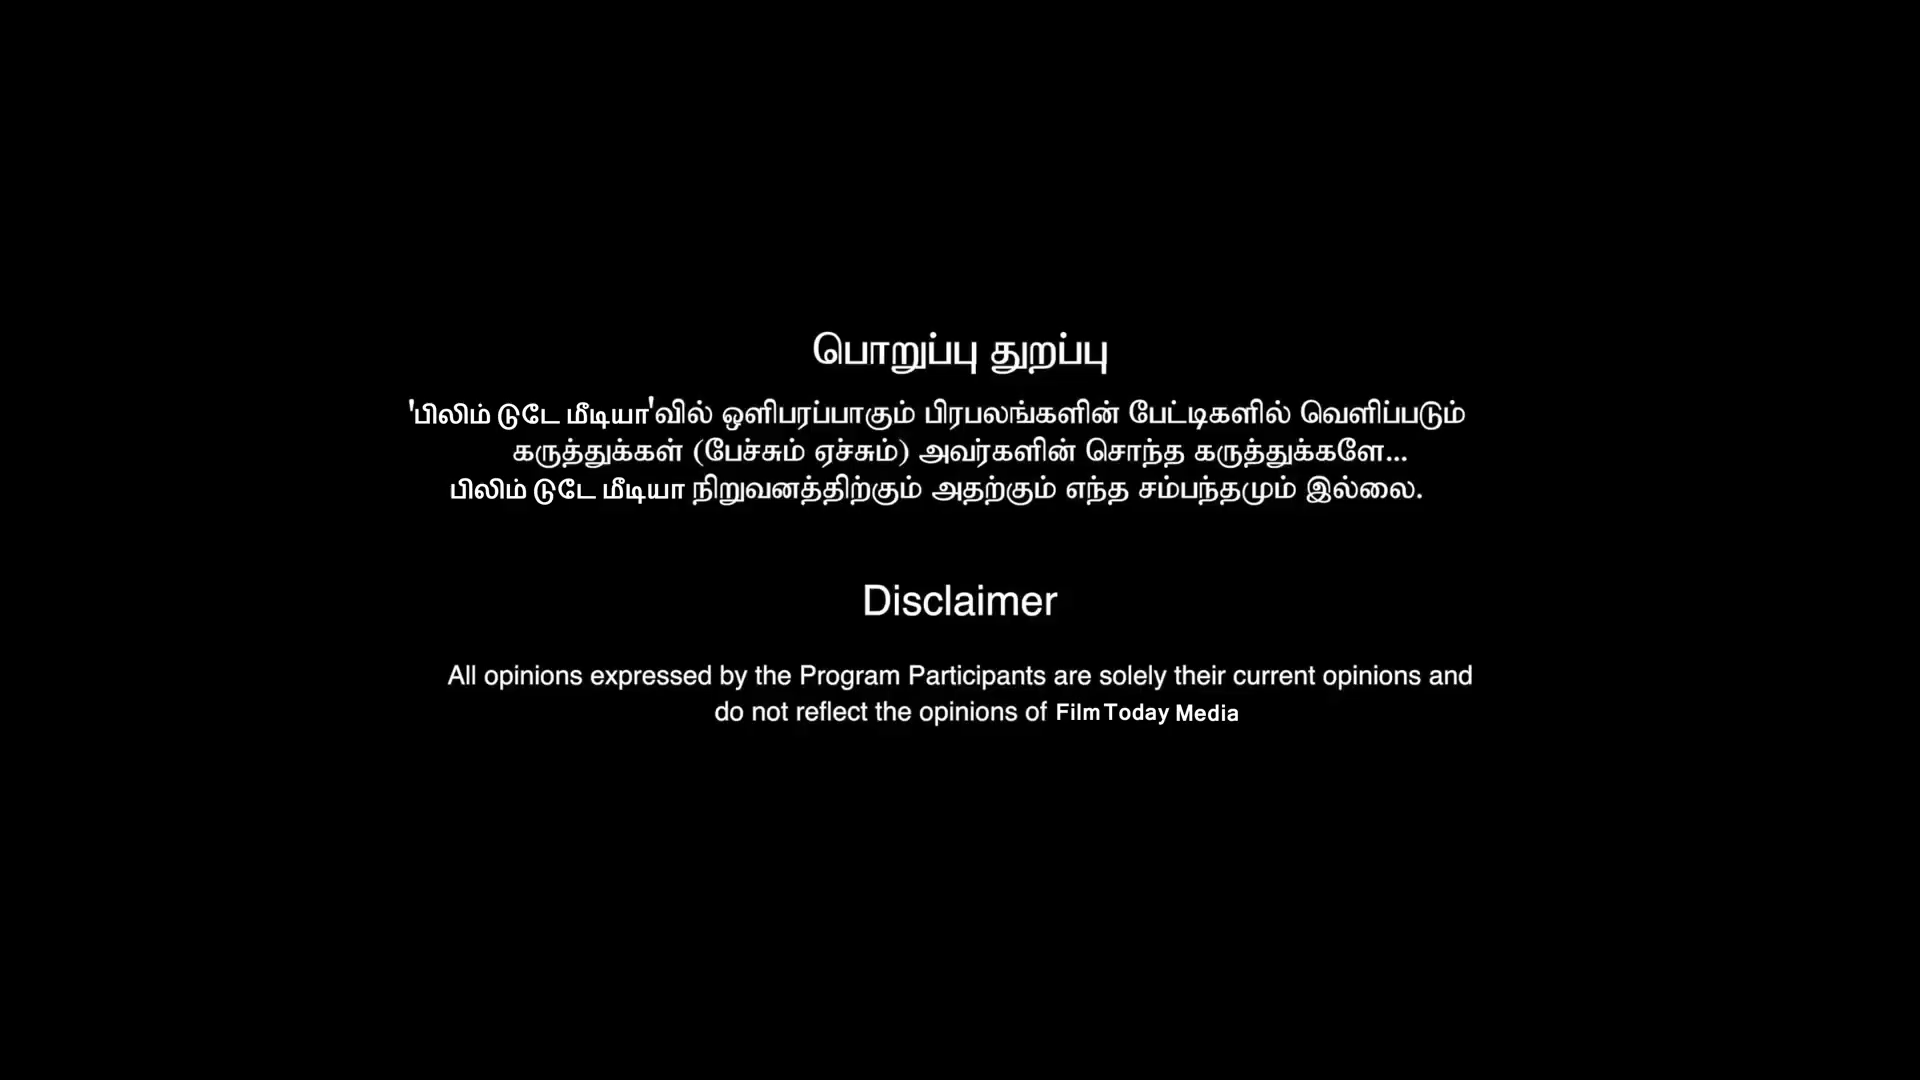 பொறுப்பு துறப்பு
'பிலிம் டுடே மீடியா'வில் ஒளிபரப்பாகும் பிரபலங்களின் பேட்டிகளில் வெளிப்படும்
கருத்துக்கள் (பேச்சும் ஏச்சும்) அவர்களின் சொந்த கருத்துக்களே...
பிலிம் டுடே மீடியா நிறுவனத்திற்கும் அதற்கும் எந்த சம்பந்தமும் இல்லை.
Disclaimer
All opinions expressed by the Program Participants are solely their current opinions and
do not reflect the opinions of Film Today Media